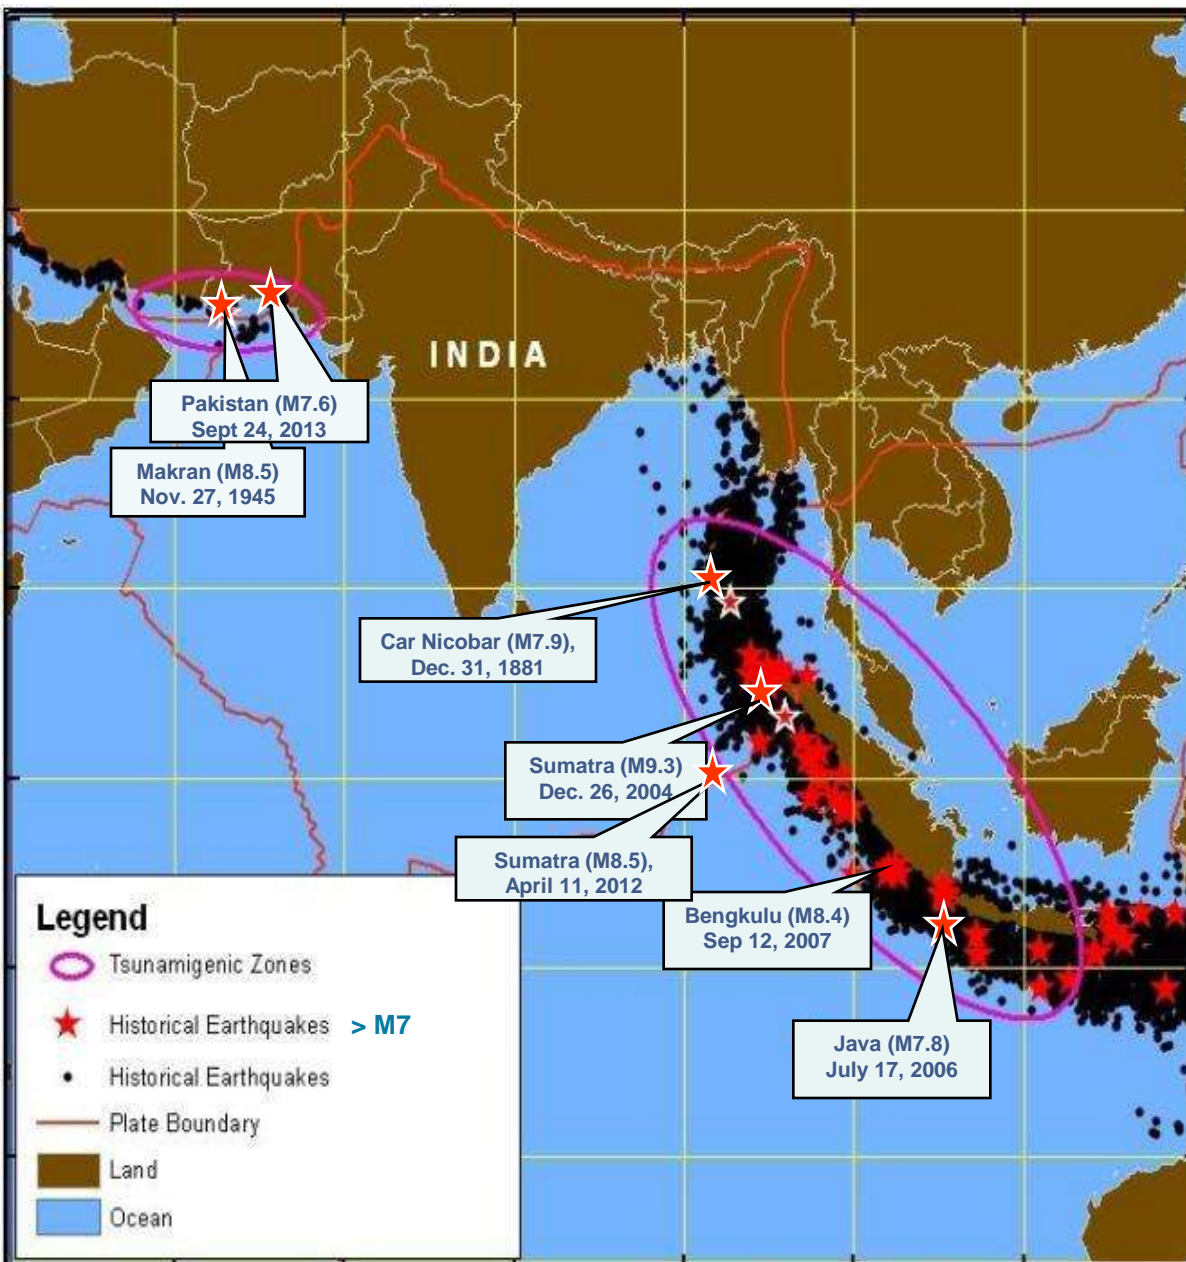 INDIA
Pakistan (M7.6)
Sept 24, 2013
Makran (M8.5)
Nov. 27, 1945
Car Nicobar (M7.9),
Dec. 31, 1881
Sumatra (M9.3)
Dec. 26, 2004
Sumatra (M8.5),
April 11, 2012
Bengkulu (M8.4)
Sep 12, 2007
Java (M7.8)
July 17, 2006
Legend
Tsunamigenic Zones
Historical Earthquakes > M7
Historical Earthquakes
Plate Boundary
Land
Ocean